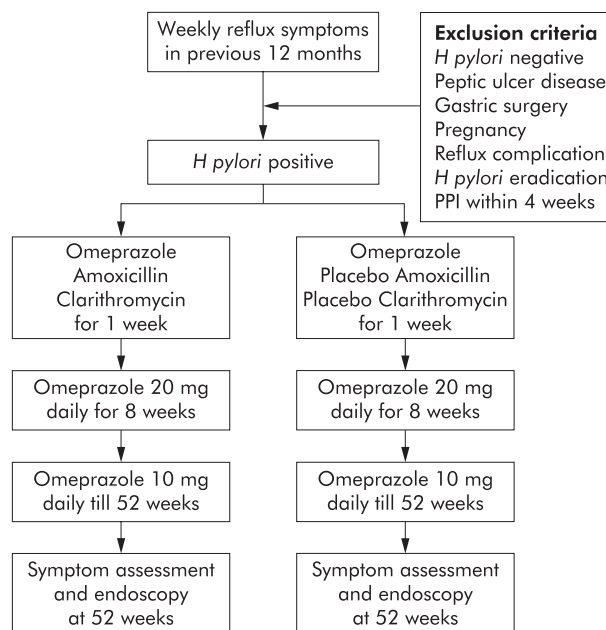 Weekly reflux symptoms
in previous 12 months
Exclusion criteria
H pylori negative
Peptic ulcer disease
Gastric surgery
Pregnancy
Reflux complication
H pylori eradication
PPI within 4 weeks
H pylori positive
Omeprazole
Amoxicillin
Clarithromycin
for 1 week
Omeprazole
Placebo Amoxicillin
Placebo Clarithromycin
for 1 week
Omeprazole 20 mg
daily for 8 weeks
Omeprazole 20 mg
daily for 8 weeks
Omeprazole 10 mg
daily till 52 weeks
Omeprazole 10 mg
daily till 52 weeks
Symptom assessment
and endoscopy
at 52 weeks
Symptom assessment
and endoscopy
at 52 weeks